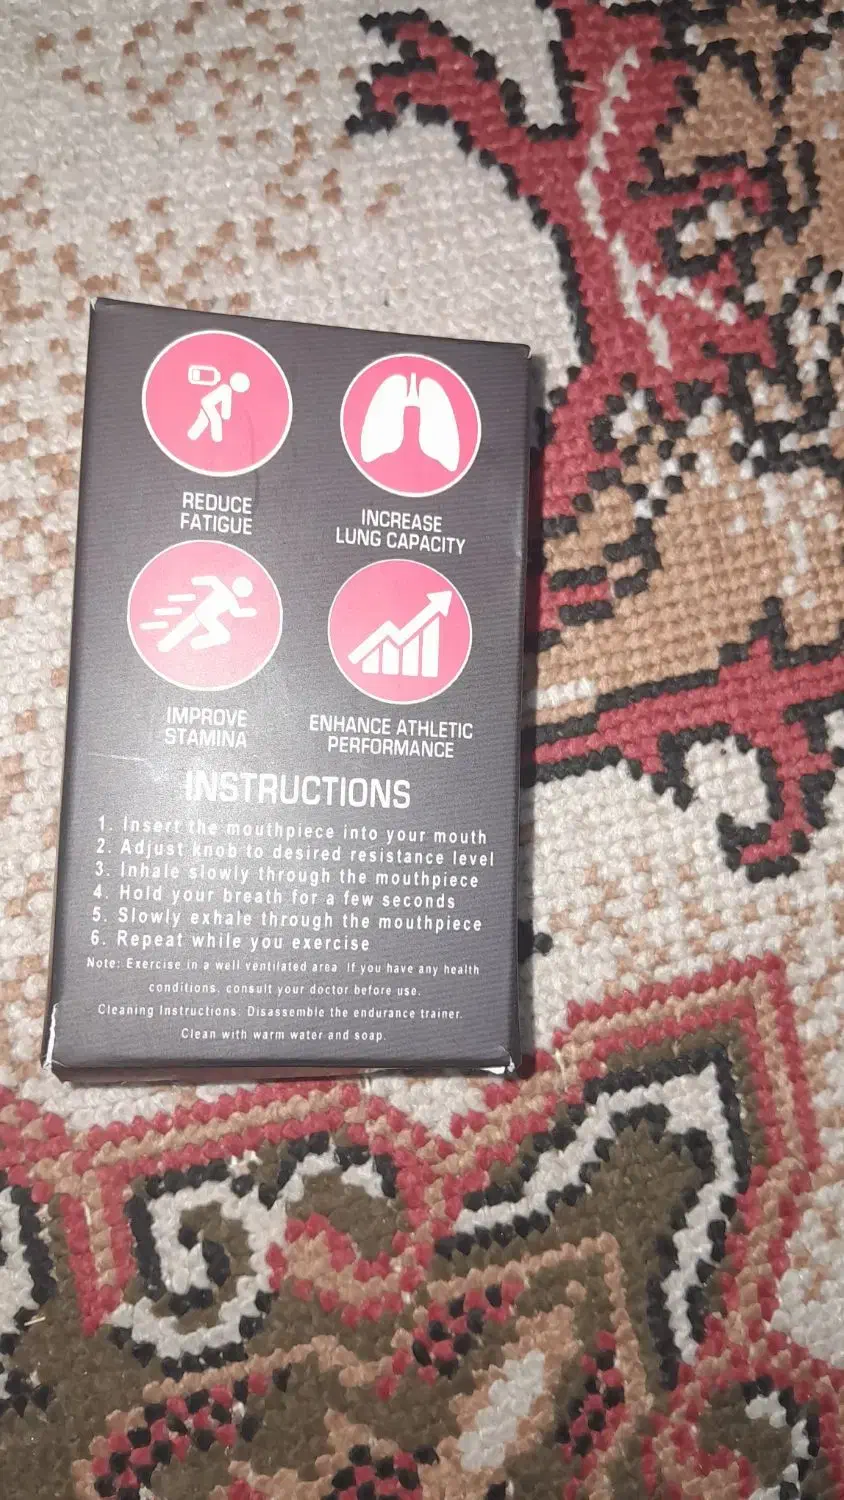 REDUCE
FATIGUE
INCREASE
LUNG CAPACITY
IMPROVE
STAMINA
ENHANCE ATHLETIC
PERFORMANCE
INSTRUCTIONS
1. Insert the mouthpiece into your mouth
2. Adjust knob to desired resistance level
3. Inhale slowly through the mouthpiece
4. Hold your breath for a few seconds
5. Slowly exhale through the mouthpiece
6. Repeat while you exercise
Note: Exercise in a well ventilated area. If you have any health
conditions, consult your doctor before use.
Cleaning Instructions: Disassemble the endurance trainer.
Clean with warm water and soap.